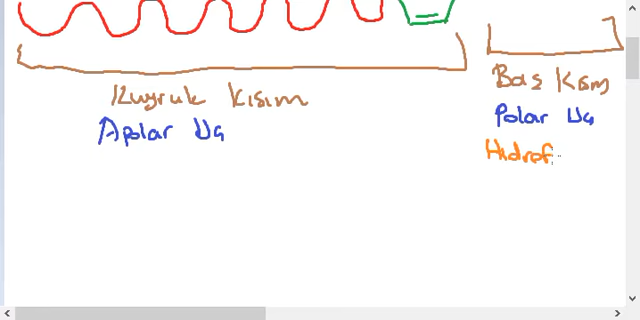 Kuyruk Kısım
Apolar Uç
Baş Kısım
Polar Uç
Hidrof